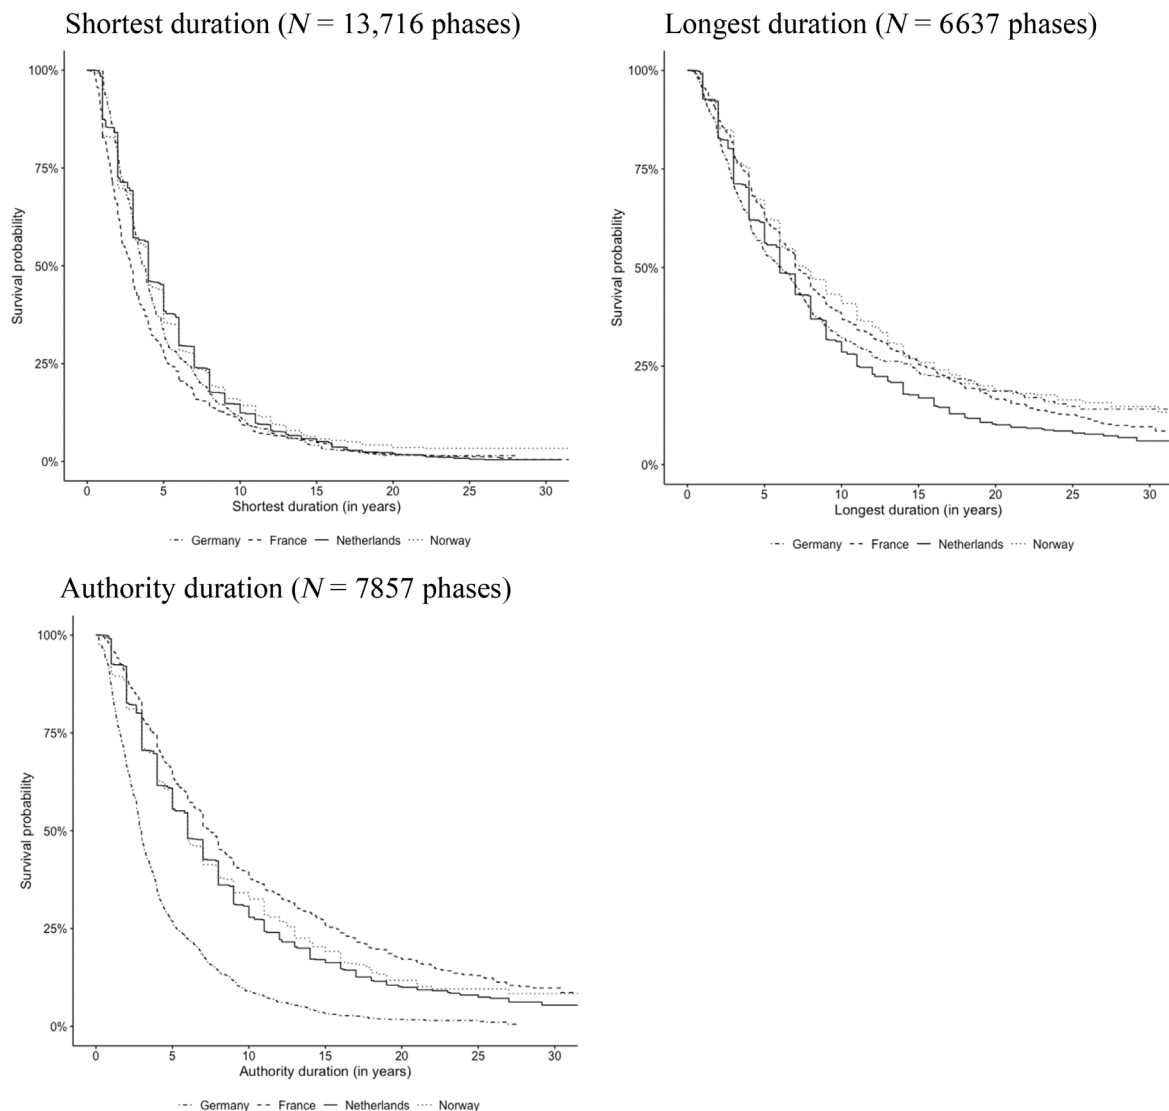 Shortest duration (N = 13,716 phases)
100%
75%
50%
25%
0%
Survival probability
0 5 10 15 20 25 30
Shortest duration (in years)
Germany France Netherlands Norway
Longest duration (N = 6637 phases)
100%
75%
50%
25%
0%
Survival probability
0 5 10 15 20 25 30
Longest duration (in years)
Germany France Netherlands Norway
Authority duration (N = 7857 phases)
100%
75%
50%
25%
0%
Survival probability
0 5 10 15 20 25 30
Authority duration (in years)
Germany France Netherlands Norway